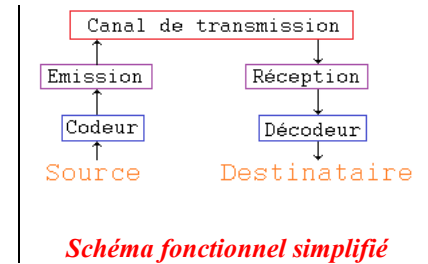 Canal de transmission
Emission Réception
Codeur Décodeur
Source Destinataire
Schéma fonctionnel simplifié